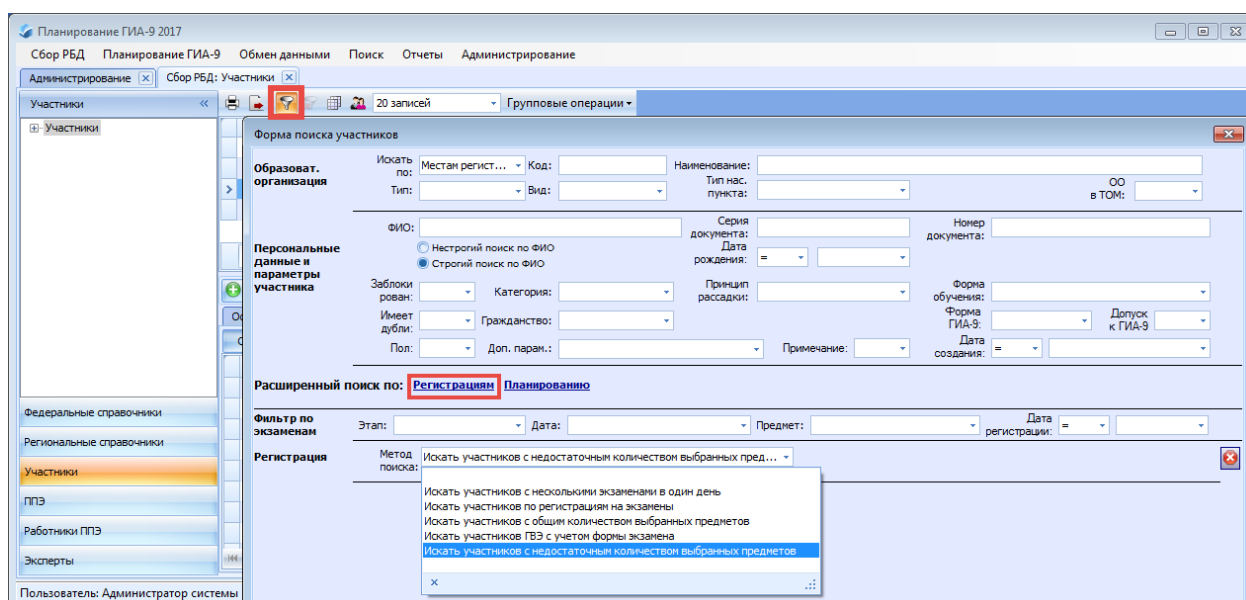 Планирование ГИА-9 2017
Сбор РБД Планирование ГИА-9 Обмен данными Поиск Отчеты Администрирование
Администрирование Сбор РБД: Участники
Участники « 20 записей Групповые операции
Участники
Форма поиска участников
Образоват. организация
Искать по: Местам регист... Код: Наименование:
Тип: Вид: Тип нас. пункта: ОО в ТОМ:
Персональные данные и параметры участника
ФИО: Серия документа: Номер документа:
Нестрогий поиск по ФИО
Строгий поиск по ФИО
Дата рождения: =
Заблоки рован: Категория: Принцип рассадки: Форма обучения:
Имеет дубли: Гражданство: Форма ГИА-9: Допуск к ГИА-9
Пол: Доп. парам.: Примечание: Дата создания: =
Расширенный поиск по: Регистрациям Планированию
Фильтр по экзаменам
Этап: Дата: Предмет: Дата регистрации: =
Регистрация
Метод поиска: Искать участников с недостаточным количеством выбранных пред...
Искать участников с несколькими экзаменами в один день
Искать участников по регистрациям на экзамены
Искать участников с общим количеством выбранных предметов
Искать участников ГВЭ с учетом формы экзамена
Искать участников с недостаточным количеством выбранных предметов
Федеральные справочники
Региональные справочники
Участники
ППЭ
Работники ППЭ
Эксперты
Пользователь: Администратор системы